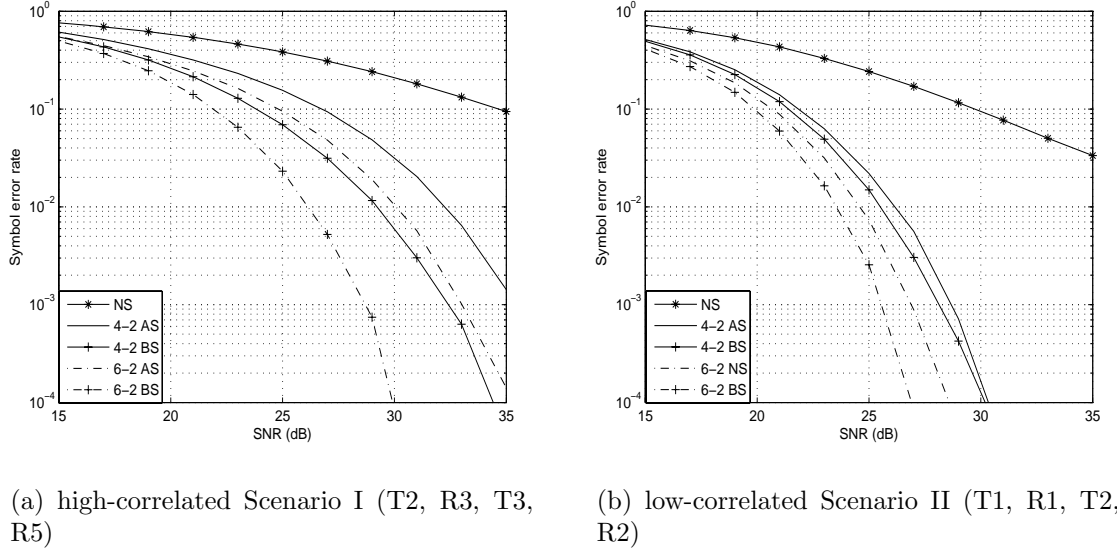 10^0
10^-1
10^-2
10^-3
10^-4
Symbol error rate
15 20 25 30 35
SNR (dB)
NS
4−2 AS
4−2 BS
6−2 AS
6−2 BS
10^0
10^-1
10^-2
10^-3
10^-4
Symbol error rate
15 20 25 30 35
SNR (dB)
NS
4−2 AS
4−2 BS
6−2 NS
6−2 BS
(a) high-correlated Scenario I (T2, R3, T3,
R5)
(b) low-correlated Scenario II (T1, R1, T2,
R2)